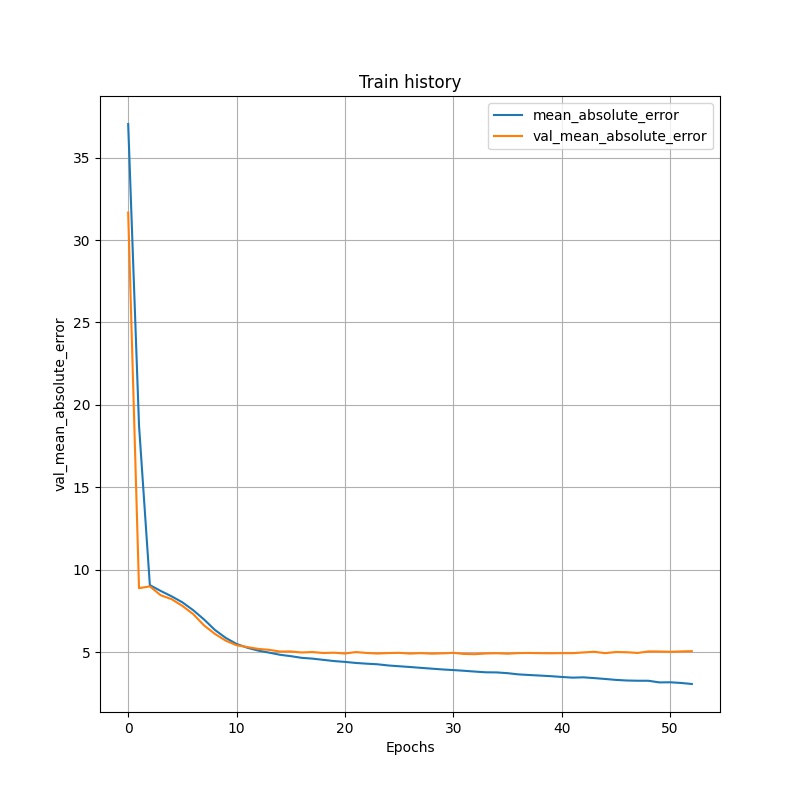 Train history
mean_absolute_error
val_mean_absolute_error
val_mean_absolute_error
35
30
25
20
15
10
5
0 10 20 30 40 50
Epochs